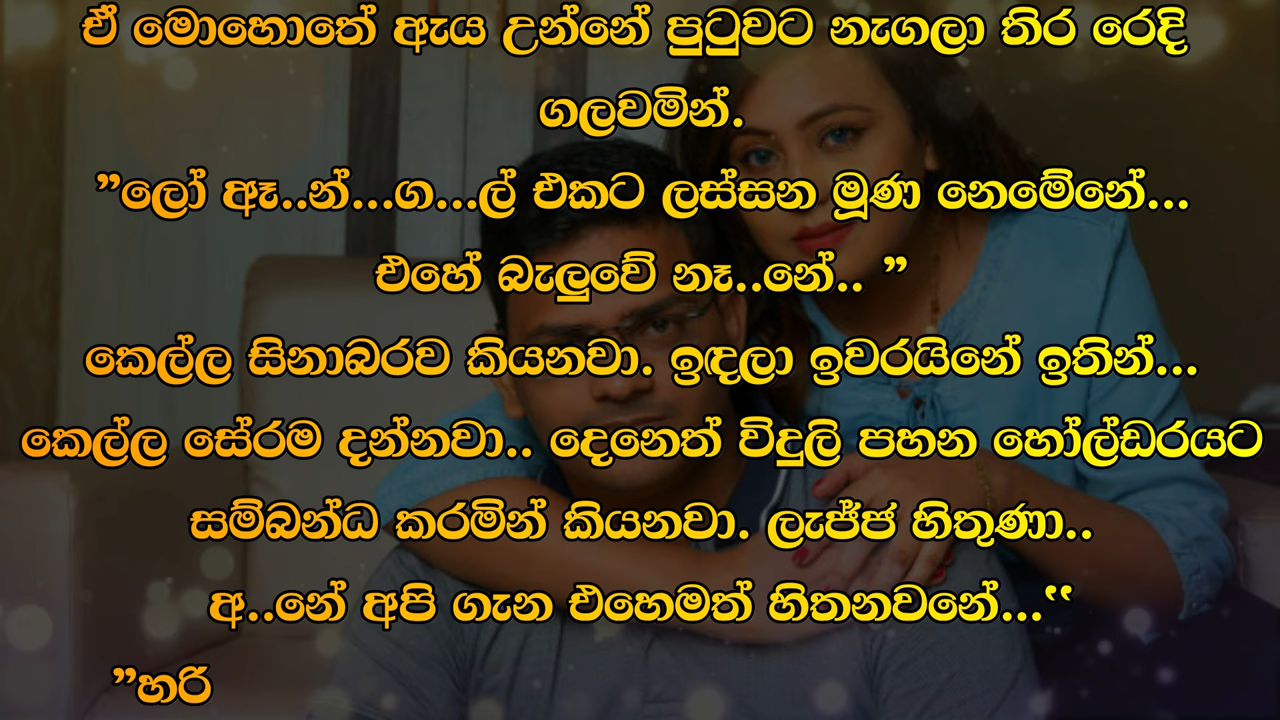 ඒ මොහොතේ ඇය උන්නේ පුටුවට නැගලා තිර රෙදි
ගලවමින්.
”ලෝ ඈ..න්...ග...ල් එකට ලස්සන මූණ නෙමේනේ...
එහේ බැලුවේ නෑ..නේ.. ”
කෙල්ල සිනාබරව කියනවා. ඉඳලා ඉවරයිනේ ඉතින්...
කෙල්ල සේරම දන්නවා.. දෙනෙත් විදුලි පහන හෝල්ඩරයට
සම්බන්ධ කරමින් කියනවා. ලැජ්ජ හිතුණා..
අ..නේ අපි ගැන එහෙමත් හිතනවනේ...‛‛
”හරි